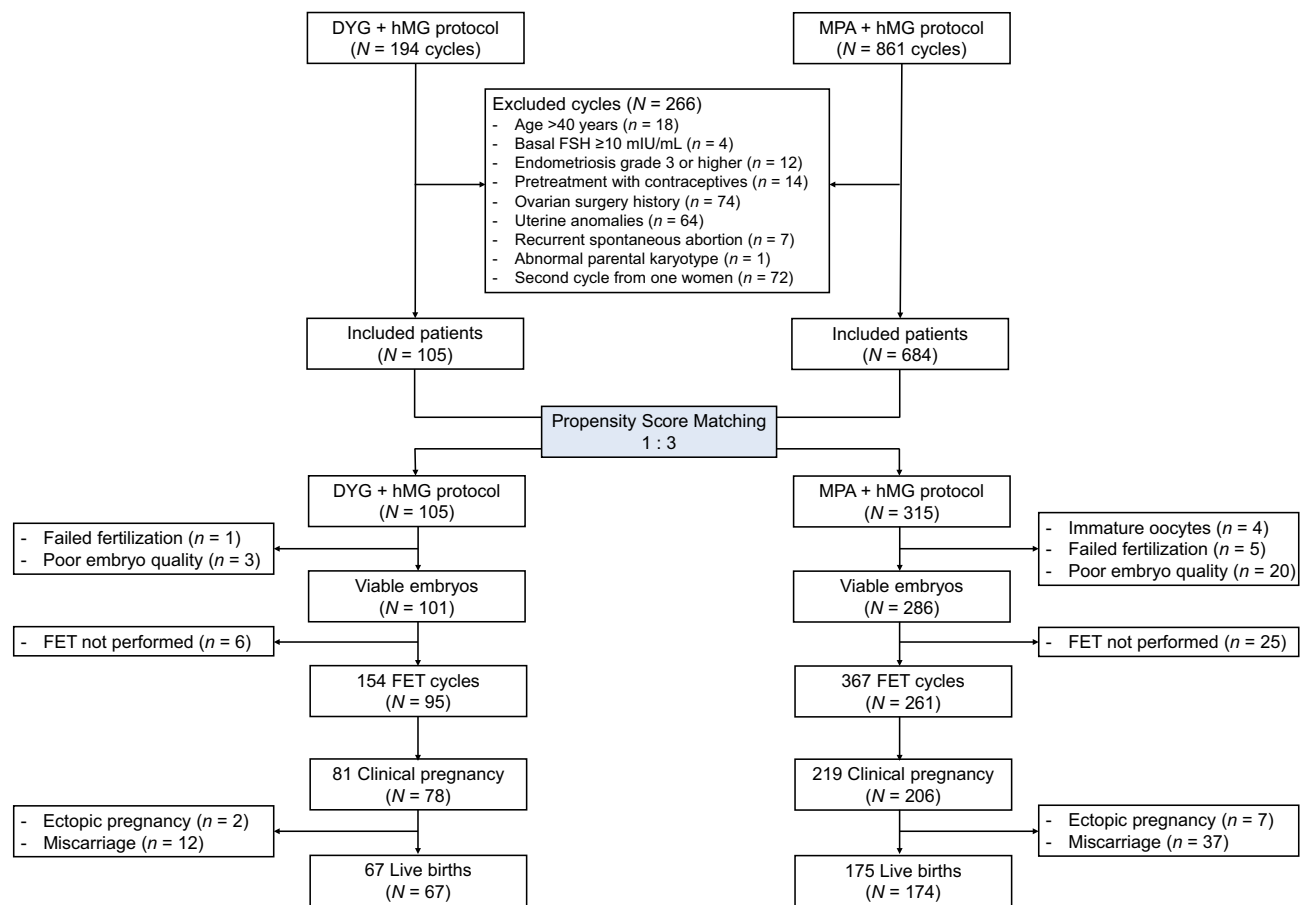 DYG + hMG protocol
(N = 194 cycles)
MPA + hMG protocol
(N = 861 cycles)
Excluded cycles (N = 266)
- Age >40 years (n = 18)
- Basal FSH ≥10 mIU/mL (n = 4)
- Endometriosis grade 3 or higher (n = 12)
- Pretreatment with contraceptives (n = 14)
- Ovarian surgery history (n = 74)
- Uterine anomalies (n = 64)
- Recurrent spontaneous abortion (n = 7)
- Abnormal parental karyotype (n = 1)
- Second cycle from one women (n = 72)
Included patients
(N = 105)
Included patients
(N = 684)
Propensity Score Matching
1 : 3
DYG + hMG protocol
(N = 105)
MPA + hMG protocol
(N = 315)
- Failed fertilization (n = 1)
- Poor embryo quality (n = 3)
- Immature oocytes (n = 4)
- Failed fertilization (n = 5)
- Poor embryo quality (n = 20)
Viable embryos
(N = 101)
Viable embryos
(N = 286)
- FET not performed (n = 6)
- FET not performed (n = 25)
154 FET cycles
(N = 95)
367 FET cycles
(N = 261)
81 Clinical pregnancy
(N = 78)
219 Clinical pregnancy
(N = 206)
- Ectopic pregnancy (n = 2)
- Miscarriage (n = 12)
- Ectopic pregnancy (n = 7)
- Miscarriage (n = 37)
67 Live births
(N = 67)
175 Live births
(N = 174)